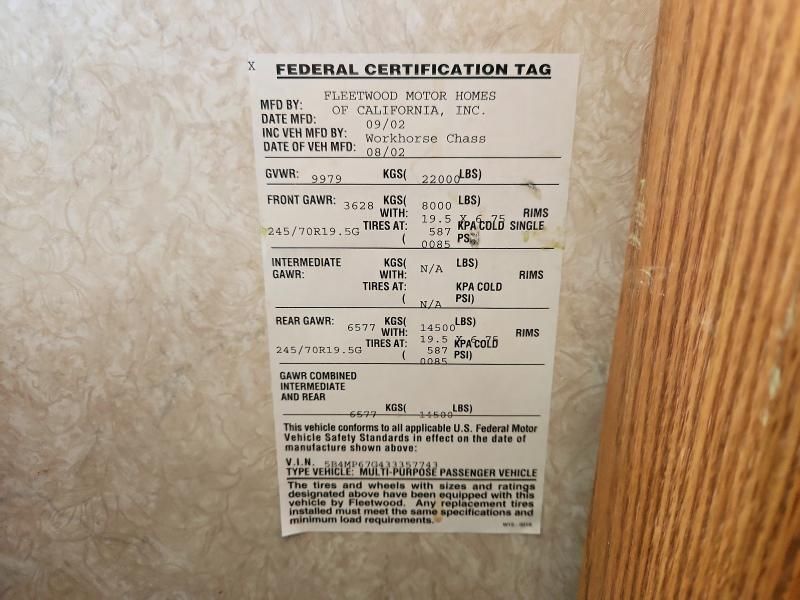 X FEDERAL CERTIFICATION TAG
MFD BY: FLEETWOOD MOTOR HOMES
OF CALIFORNIA, INC.
DATE MFD: 09/02
INC VEH MFD BY: Workhorse Chass
DATE OF VEH MFD: 08/02
GVWR: 9979 KGS( 22000 LBS)
FRONT GAWR: 3628 KGS( 8000 LBS)
WITH: 19.5 X 6.75 RIMS
245/70R19.5G TIRES AT: 587 KPA COLD SINGLE
( 0085 PSI)
INTERMEDIATE KGS( N/A LBS)
GAWR: WITH: RIMS
TIRES AT: KPA COLD
( N/A PSI)
REAR GAWR: 6577 KGS( 14500 LBS)
WITH: 19.5 X 6.75 RIMS
245/70R19.5G TIRES AT: 587 KPA COLD
( 0085 PSI)
GAWR COMBINED
INTERMEDIATE
AND REAR
6577 KGS( 14500 LBS)
This vehicle conforms to all applicable U.S. Federal Motor
Vehicle Safety Standards in effect on the date of
manufacture shown above:
V.I.N. 5B4MP67G433357743
TYPE VEHICLE: MULTI-PURPOSE PASSENGER VEHICLE
The tires and wheels with sizes and ratings
designated above have been equipped with this
vehicle by Fleetwood. Any replacement tires
installed must meet the same specifications and
minimum load requirements.